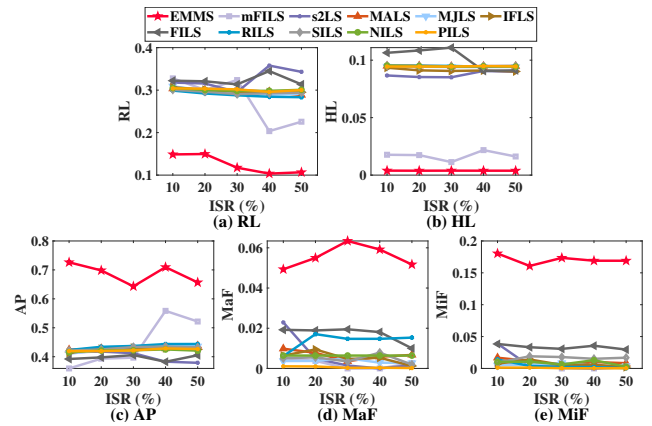 EMMS mFILS s2LS MALS MJLS IFLS
FILS RILS SILS NILS PILS
0.4
0.3
0.2
0.1
RL
10 20 30 40 50
ISR (%)
(a) RL
0.1
0.05
0
HL
10 20 30 40 50
ISR (%)
(b) HL
0.8
0.7
0.6
0.5
0.4
AP
10 20 30 40 50
ISR (%)
(c) AP
0.06
0.04
0.02
0
MaF
10 20 30 40 50
ISR (%)
(d) MaF
0.2
0.15
0.1
0.05
0
MiF
10 20 30 40 50
ISR (%)
(e) MiF